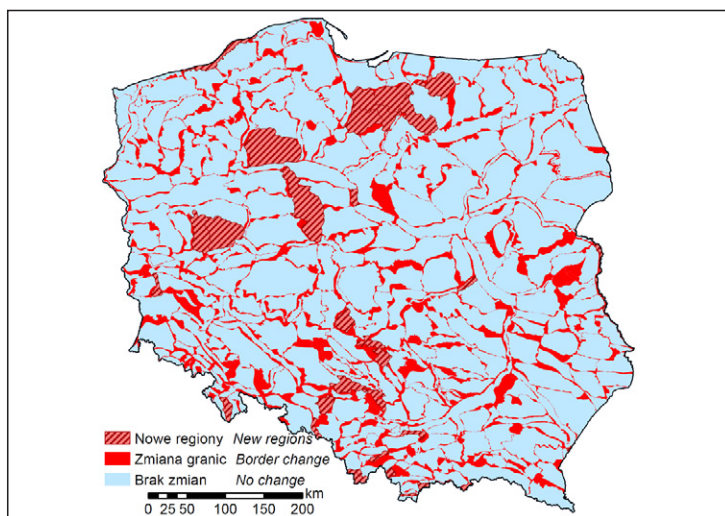 Nowe regiony New regions
Zmiana granic Border change
Brak zmian No change
km
0 25 50 100 150 200